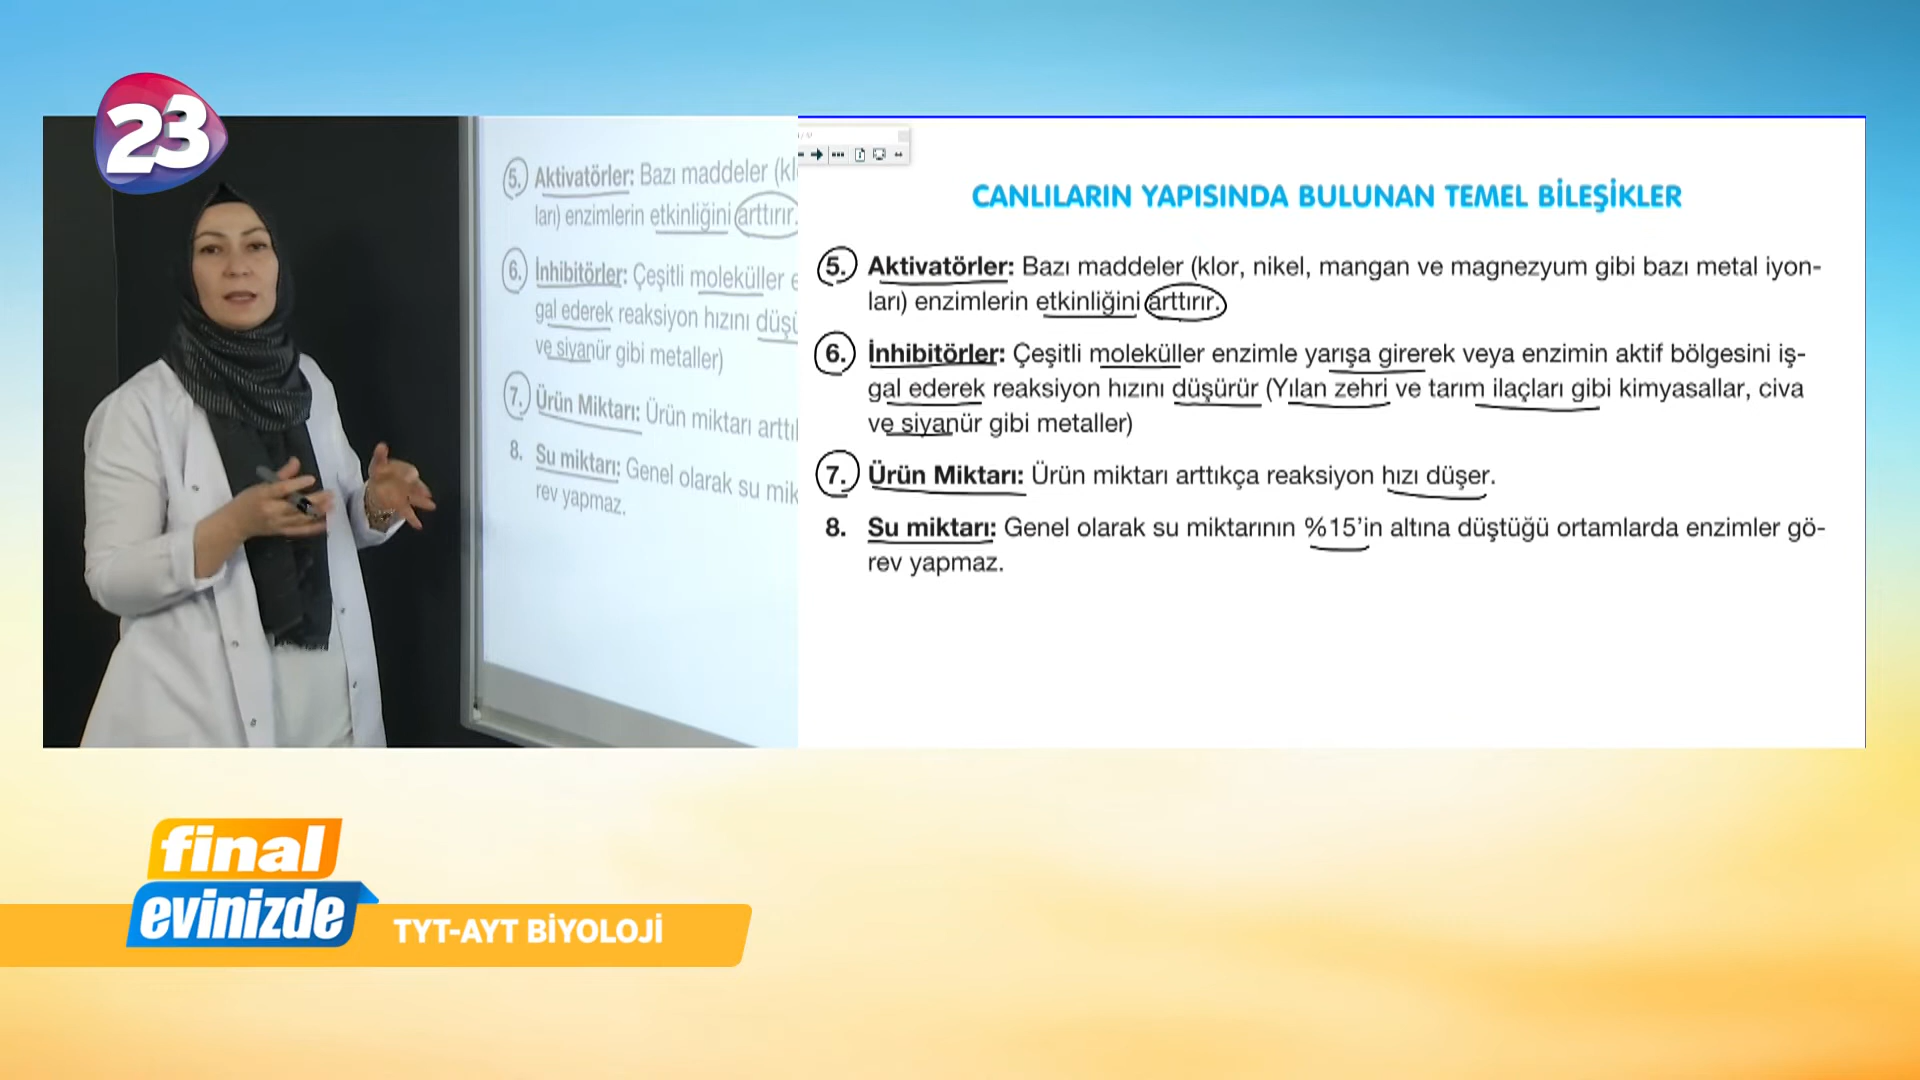 23
5. Aktivatörler: Bazı maddeler (kl
ları) enzimlerin etkinliğini arttırır.
6. İnhibitörler: Çeşitli moleküller e
gal ederek reaksiyon hızını düşü
ve siyanür gibi metaller)
7. Ürün Miktarı: Ürün miktarı arttı
8. Su miktarı: Genel olarak su mik
rev yapmaz.
CANLILARIN YAPISINDA BULUNAN TEMEL BİLEŞİKLER
5. Aktivatörler: Bazı maddeler (klor, nikel, mangan ve magnezyum gibi bazı metal iyon-
ları) enzimlerin etkinliğini arttırır.
6. İnhibitörler: Çeşitli moleküller enzimle yarışa girerek veya enzimin aktif bölgesini iş-
gal ederek reaksiyon hızını düşürür (Yılan zehri ve tarım ilaçları gibi kimyasallar, civa
ve siyanür gibi metaller)
7. Ürün Miktarı: Ürün miktarı arttıkça reaksiyon hızı düşer.
8. Su miktarı: Genel olarak su miktarının %15'in altına düştüğü ortamlarda enzimler gö-
rev yapmaz.
final
evinizde
TYT-AYT BİYOLOJİ